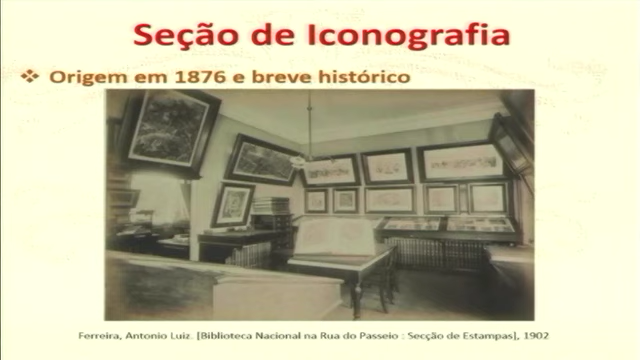 Seção de Iconografia
❖ Origem em 1876 e breve histórico
Ferreira, Antonio Luiz. [Biblioteca Nacional na Rua do Passeio : Secção de Estampas], 1902